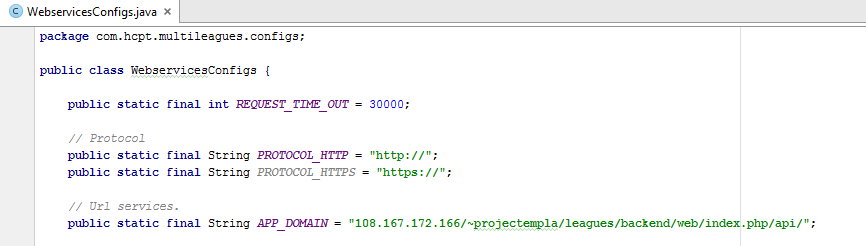 WebservicesConfigs.java
package com.hcpt.multileagues.configs;
public class WebservicesConfigs {
public static final int REQUEST_TIME_OUT = 30000;
// Protocol
public static final String PROTOCOL_HTTP = "http://";
public static final String PROTOCOL_HTTPS = "https://";
// Url services.
public static final String APP_DOMAIN = "108.167.172.166/~projectempla/leagues/backend/web/index.php/api/";